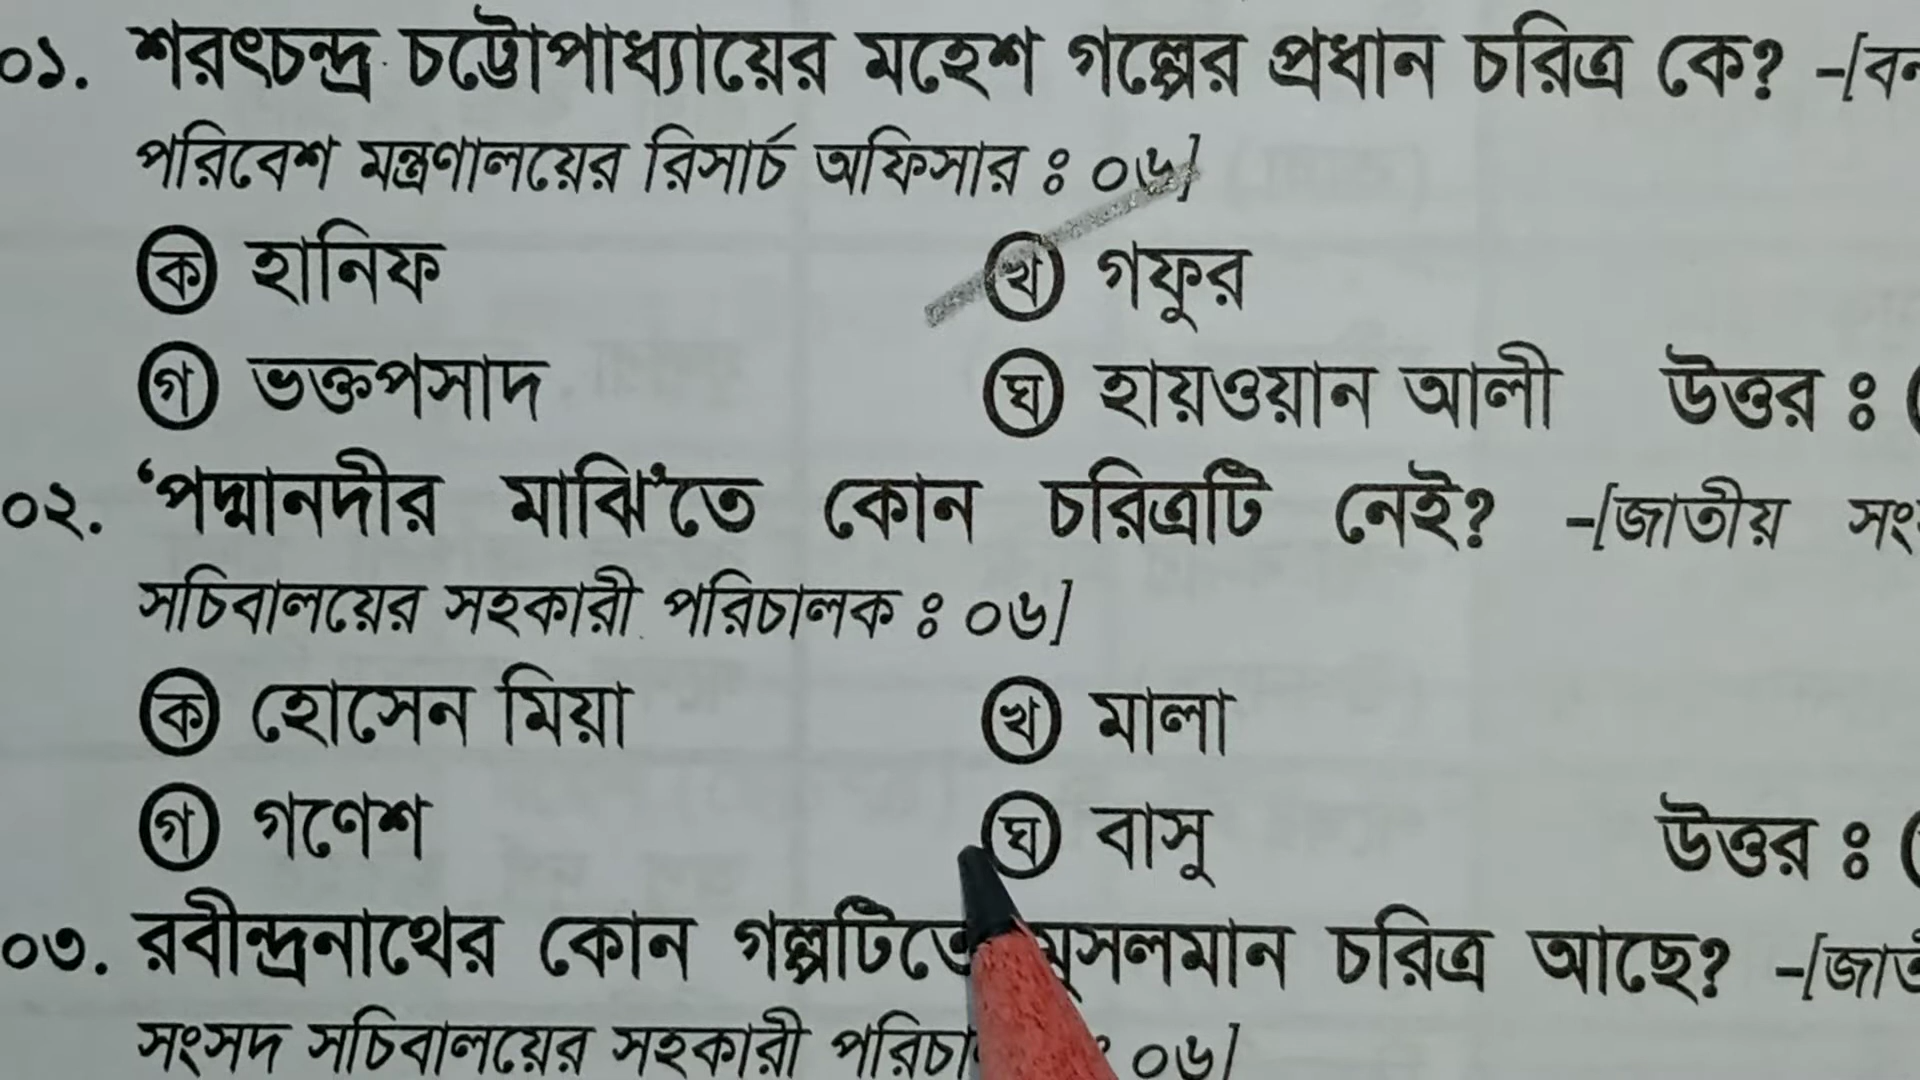 ০১. শরৎচন্দ্র চট্টোপাধ্যায়ের মহেশ গল্পের প্রধান চরিত্র কে? –[বন
পরিবেশ মন্ত্রণালয়ের রিসার্চ অফিসার ঃ ০৬]
ক হানিফ খ গফুর
গ ভক্তপসাদ ঘ হায়ওয়ান আলী উত্তর ঃ
০২. ‘পদ্মানদীর মাঝি’তে কোন চরিত্রটি নেই? –[জাতীয়
সচিবালয়ের সহকারী পরিচালক ঃ ০৬]
ক হোসেন মিয়া খ মালা
গ গণেশ ঘ বাসু উত্তর ঃ
০৩. রবীন্দ্রনাথের কোন গল্পটিতে মুসলমান চরিত্র আছে?
সংসদ সচিবালয়ের সহকারী ০৬]